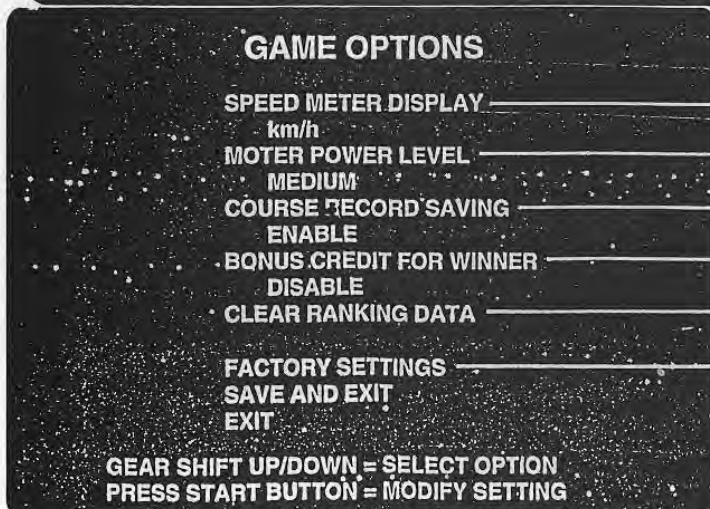 GAME OPTIONS
SPEED METER DISPLAY
km/h
MOTER POWER LEVEL
MEDIUM
COURSE RECORD SAVING
ENABLE
BONUS CREDIT FOR WINNER
DISABLE
CLEAR RANKING DATA
FACTORY SETTINGS
SAVE AND EXIT
EXIT
GEAR SHIFT UP/DOWN = SELECT OPTION
PRESS START BUTTON = MODIFY SETTING